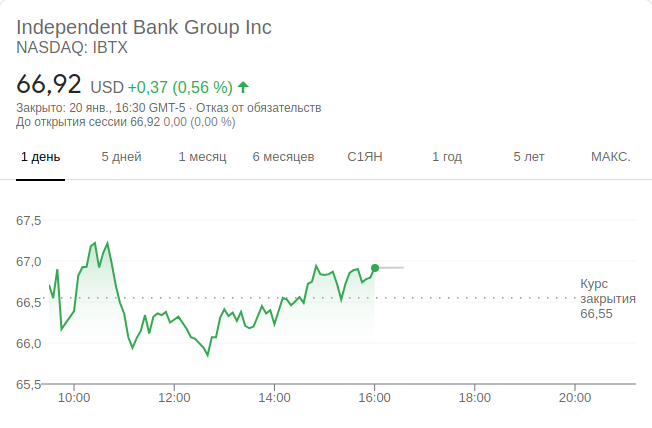 Independent Bank Group Inc
NASDAQ: IBTX
66,92 USD +0,37 (0,56 %)
Закрыто: 20 янв., 16:30 GMT-5 · Отказ от обязательств
До открытия сессии 66,92 0,00 (0,00 %)
1 день 5 дней 1 месяц 6 месяцев С1ЯН 1 год 5 лет МАКС.
67,5
67,0
66,5
66,0
65,5
Курс
закрытия
66,55
10:00 12:00 14:00 16:00 18:00 20:00